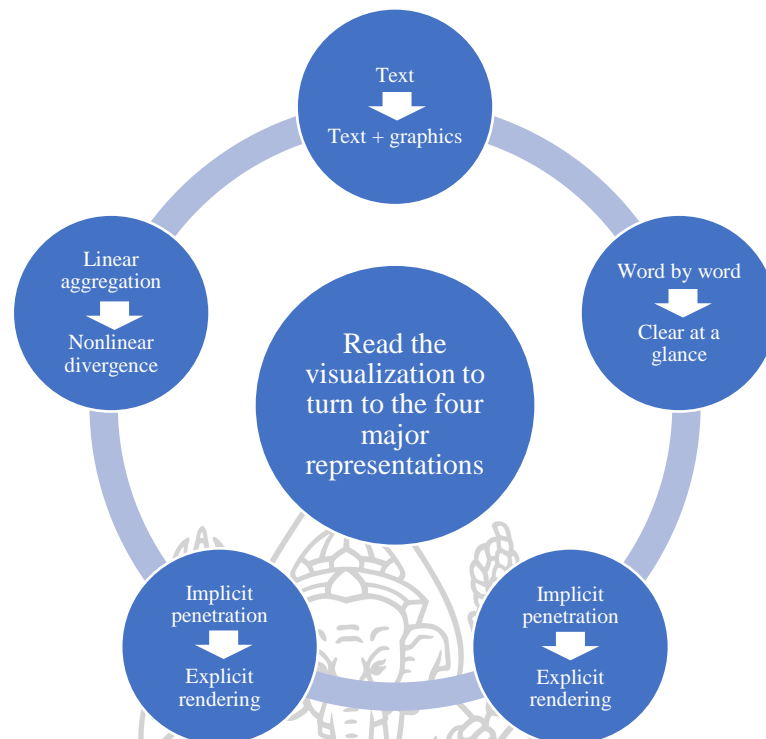 Text
Text + graphics
Word by word
Clear at a
glance
Implicit
penetration
Explicit
rendering
Implicit
penetration
Explicit
rendering
Linear
aggregation
Nonlinear
divergence
Read the
visualization to
turn to the four
major
representations